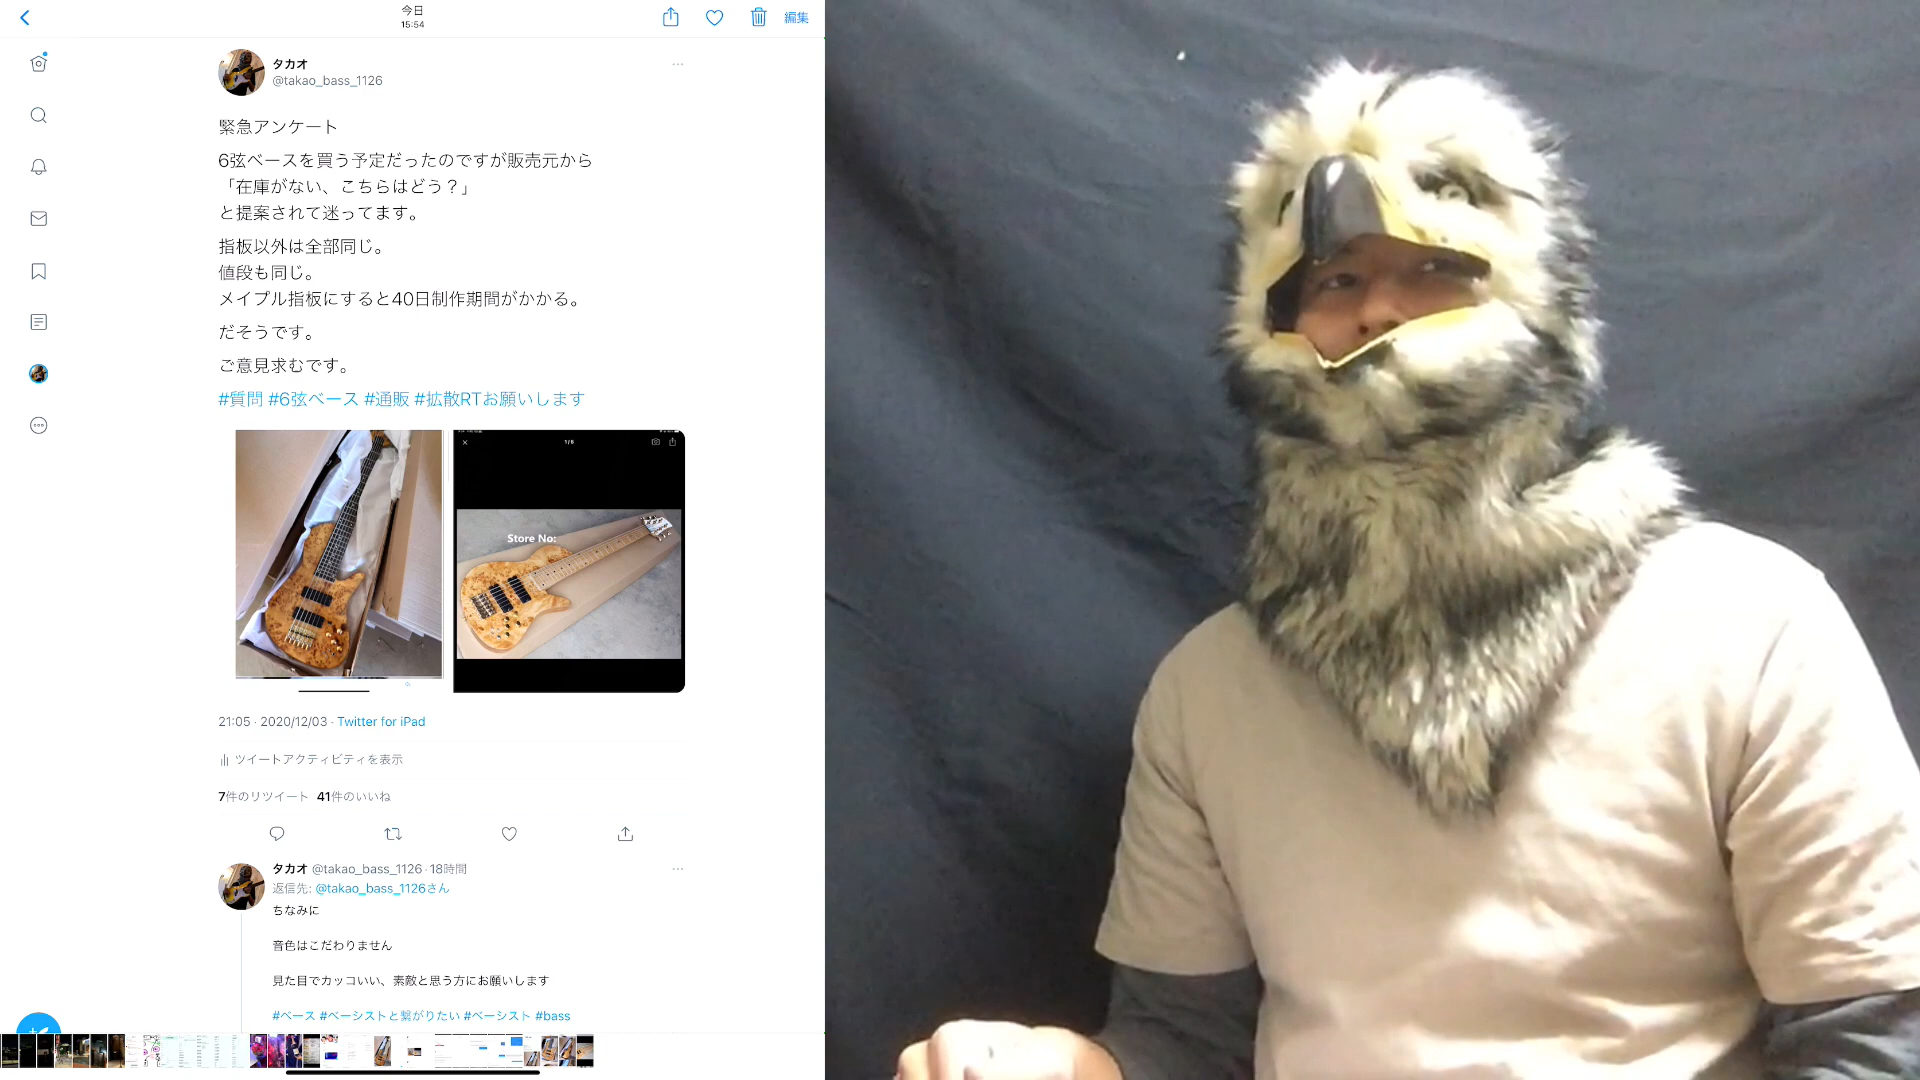 今日
15:54
編集
タカオ
@takao_bass_1126
緊急アンケート
6弦ベースを買う予定だったのですが販売元から
「在庫がない、こちらはどう？」
と提案されて迷ってます。
指板以外は全部同じ。
値段も同じ。
メイプル指板にすると40日制作期間がかかる。
だそうです。
ご意見求むです。
#質問 #6弦ベース #通販 #拡散RTお願いします
1/6
Store No:
21:05 · 2020/12/03 · Twitter for iPad
ツイートアクティビティを表示
7件のリツイート 41件のいいね
タカオ @takao_bass_1126 · 18時間
返信先: @takao_bass_1126さん
ちなみに
音色はこだわりません
見た目でカッコいい、素敵と思う方にお願いします
#ベース #ベーシストと繋がりたい #ベーシスト #bass